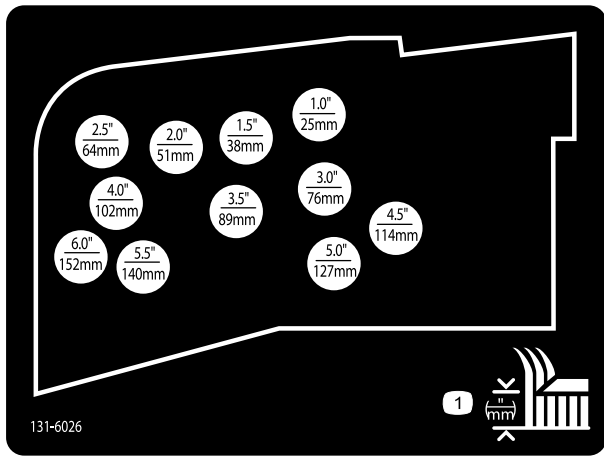 1.0"
25mm
1.5"
38mm
2.0"
51mm
2.5"
64mm
3.0"
76mm
3.5"
89mm
4.0"
102mm
4.5"
114mm
5.0"
127mm
5.5"
140mm
6.0"
152mm
1
(")
mm
131-6026